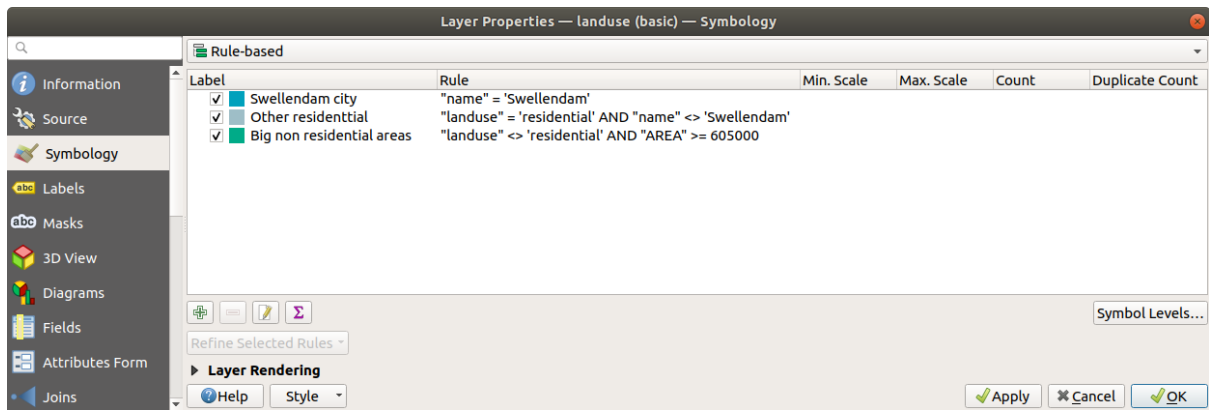 Layer Properties — landuse (basic) — Symbology
Rule-based
Information
Source
Symbology
Labels
Masks
3D View
Diagrams
Fields
Attributes Form
Joins
Label Rule Min. Scale Max. Scale Count Duplicate Count
Swellendam city "name" = 'Swellendam'
Other residenttial "landuse" = 'residential' AND "name" <> 'Swellendam'
Big non residential areas "landuse" <> 'residential' AND "AREA" >= 605000
Symbol Levels...
Refine Selected Rules
Layer Rendering
Help Style Apply Cancel OK